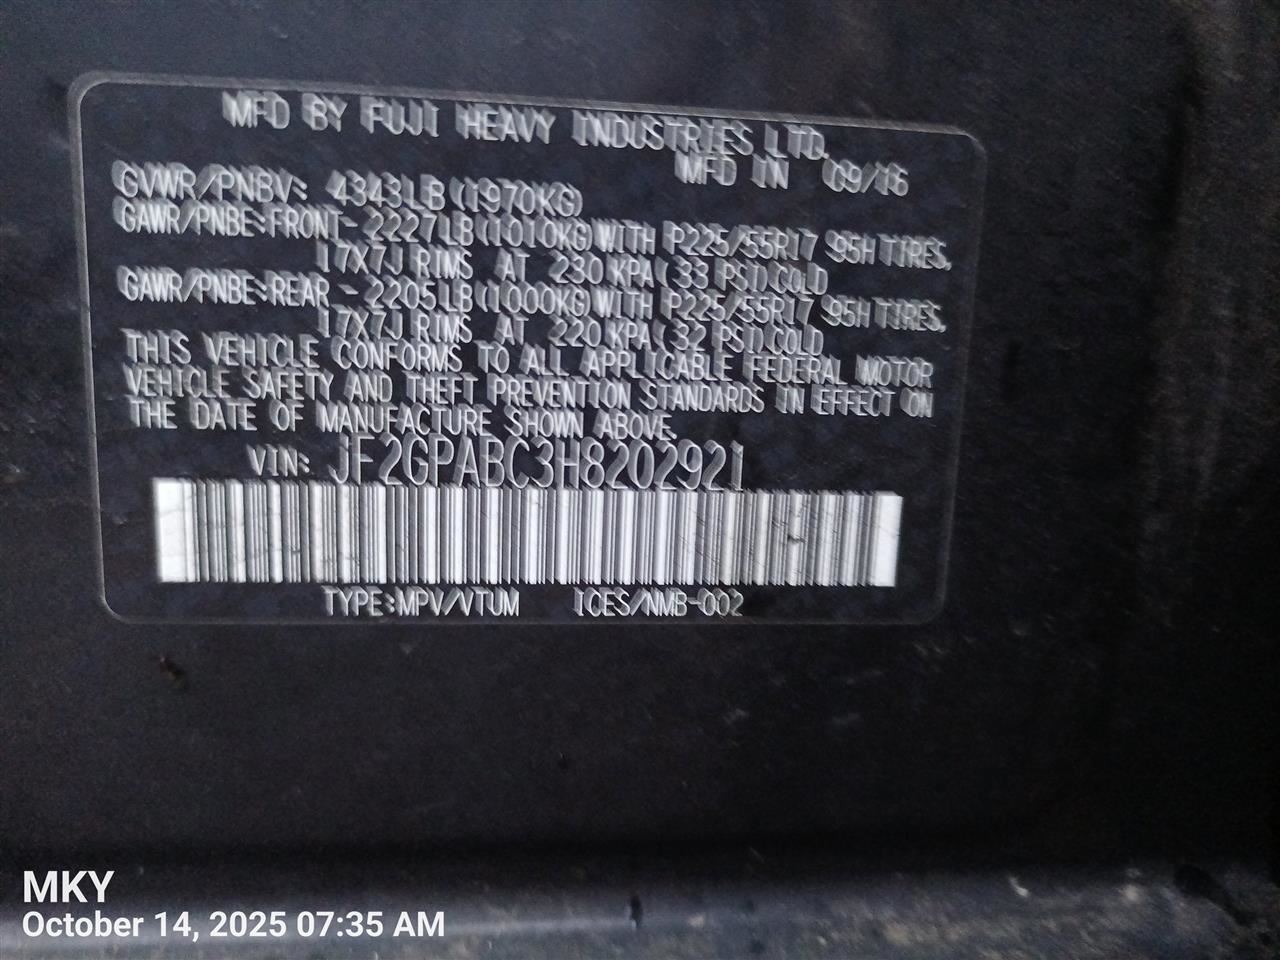 MFD BY FUJI HEAVY INDUSTRIES LTD.
MFD IN 09/16
GVWR/PNBV: 4343LB(1970KG)
GAWR/PNBE:FRONT-2227LB(1010KG)WITH P225/55R17 95H TIRES,
17X7J RIMS AT 230 KPA( 33 PSI)COLD
GAWR/PNBE:REAR -2205LB(1000KG)WITH P225/55R17 95H TIRES,
17X7J RIMS AT 220 KPA( 32 PSI)COLD
THIS VEHICLE CONFORMS TO ALL APPLICABLE FEDERAL MOTOR
VEHICLE SAFETY AND THEFT PREVENTION STANDARDS IN EFFECT ON
THE DATE OF MANUFACTURE SHOWN ABOVE.
VIN: JF2GPABC3H8202921
TYPE:MPV/VTUM ICES/NMB-002
MKY
October 14, 2025 07:35 AM